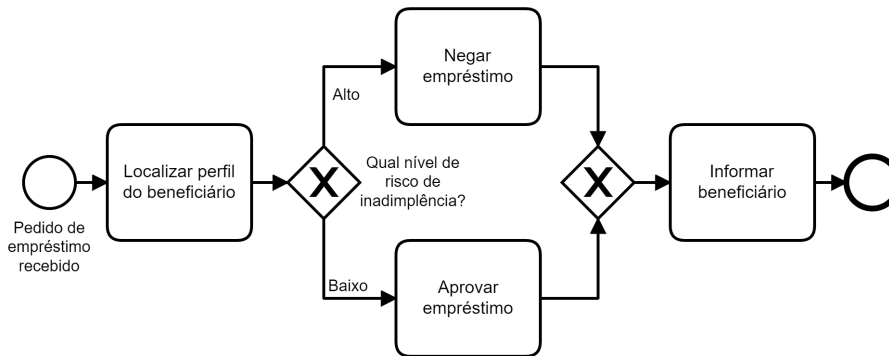 Pedido de
empréstimo
recebido
Localizar perfil
do beneficiário
X
Qual nível de
risco de
inadimplência?
Alto
Negar
empréstimo
Baixo
Aprovar
empréstimo
X
Informar
beneficiário